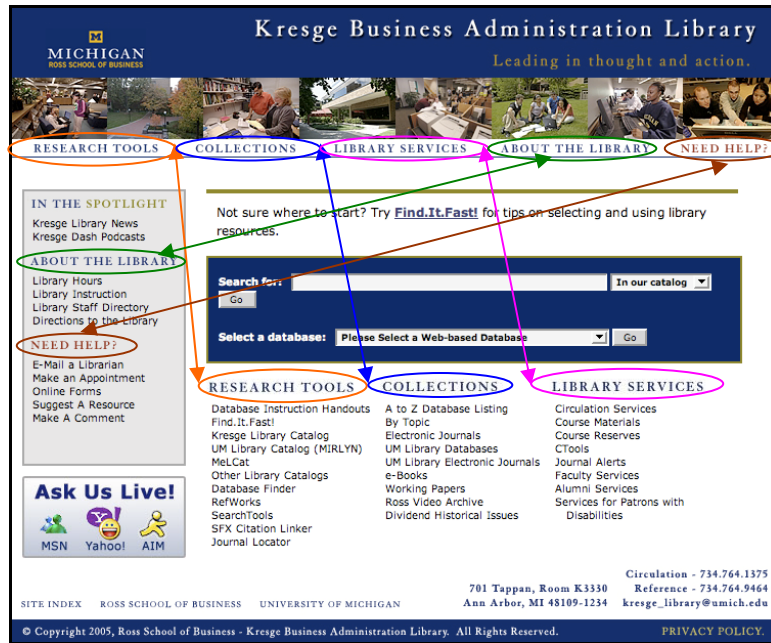 Kresge Business Administration Library
MICHIGAN
ROSS SCHOOL OF BUSINESS
Leading in thought and action.
RESEARCH TOOLS COLLECTIONS LIBRARY SERVICES ABOUT THE LIBRARY NEED HELP?
IN THE SPOTLIGHT
Kresge Library News
Kresge Dash Podcasts
ABOUT THE LIBRARY
Library Hours
Library Instruction
Library Staff Directory
Directions to the Library
NEED HELP?
E-Mail a Librarian
Make an Appointment
Online Forms
Suggest A Resource
Make A Comment
Ask Us Live!
MSN Yahoo! AIM
Not sure where to start? Try Find.It.Fast! for tips on selecting and using library
resources.
Search for: In our catalog
Go
Select a database: Please Select a Web-based Database Go
RESEARCH TOOLS
Database Instruction Handouts
Find.It.Fast!
Kresge Library Catalog
UM Library Catalog (MIRLYN)
MeLCat
Other Library Catalogs
Database Finder
RefWorks
SearchTools
SFX Citation Linker
Journal Locator
COLLECTIONS
A to Z Database Listing
By Topic
Electronic Journals
UM Library Databases
UM Library Electronic Journals
e-Books
Working Papers
Ross Video Archive
Dividend Historical Issues
LIBRARY SERVICES
Circulation Services
Course Materials
Course Reserves
CTools
Journal Alerts
Faculty Services
Alumni Services
Services for Patrons with
Disabilities
SITE INDEX ROSS SCHOOL OF BUSINESS UNIVERSITY OF MICHIGAN
701 Tappan, Room K3330
Ann Arbor, MI 48109-1234
Circulation - 734.764.1375
Reference - 734.764.9464
kresge_library@umich.edu
© Copyright 2005, Ross School of Business - Kresge Business Administration Library. All Rights Reserved. PRIVACY POLICY.